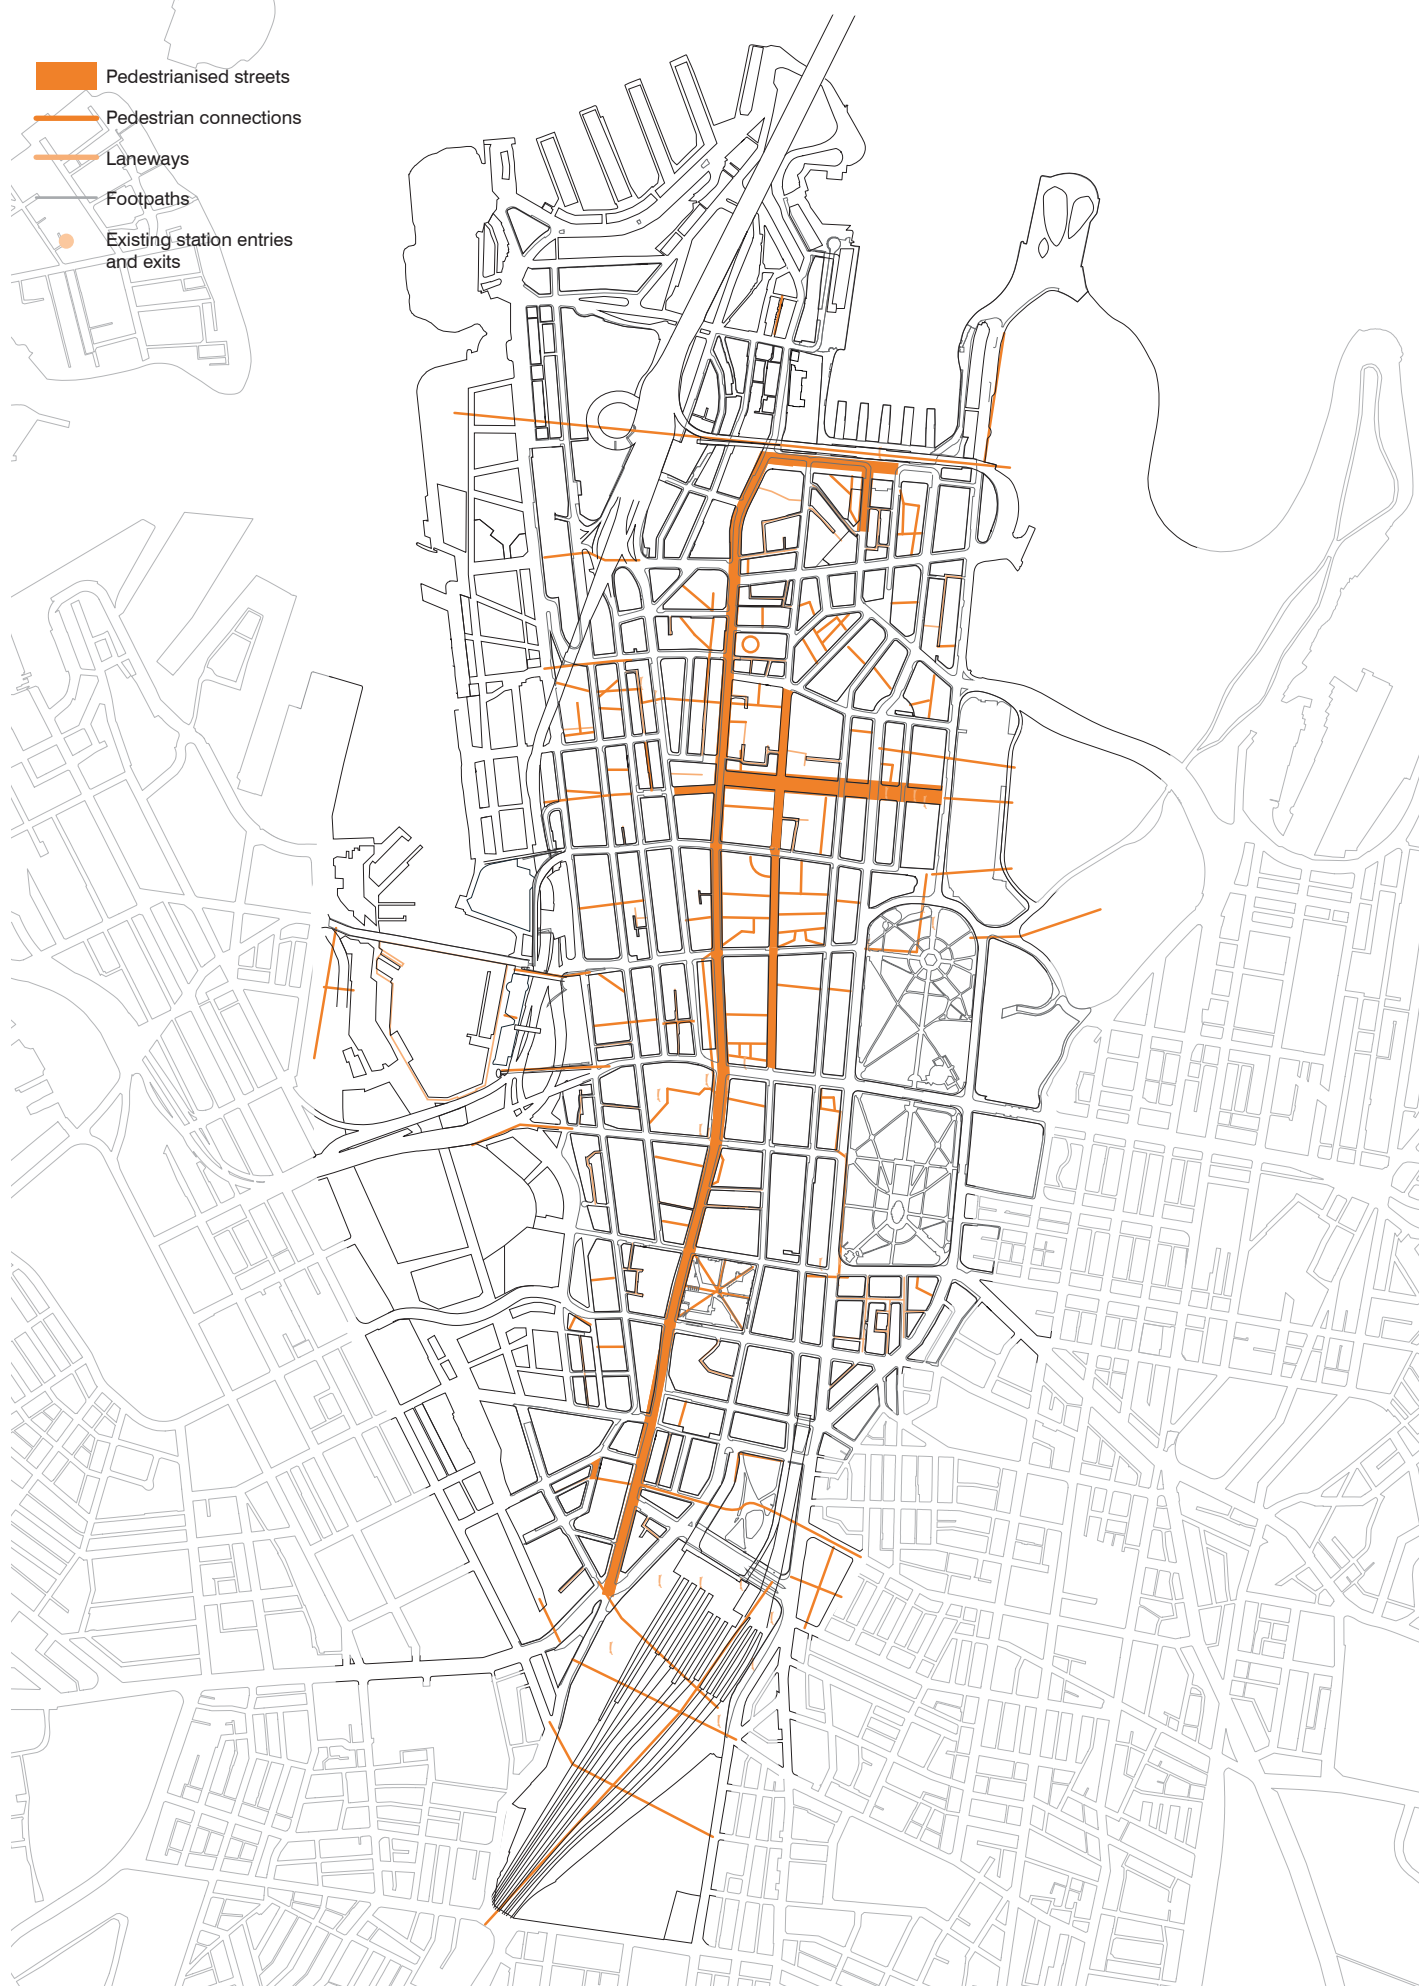 Pedestrianised streets
Pedestrian connections
Laneways
Footpaths
Existing station entries
and exits